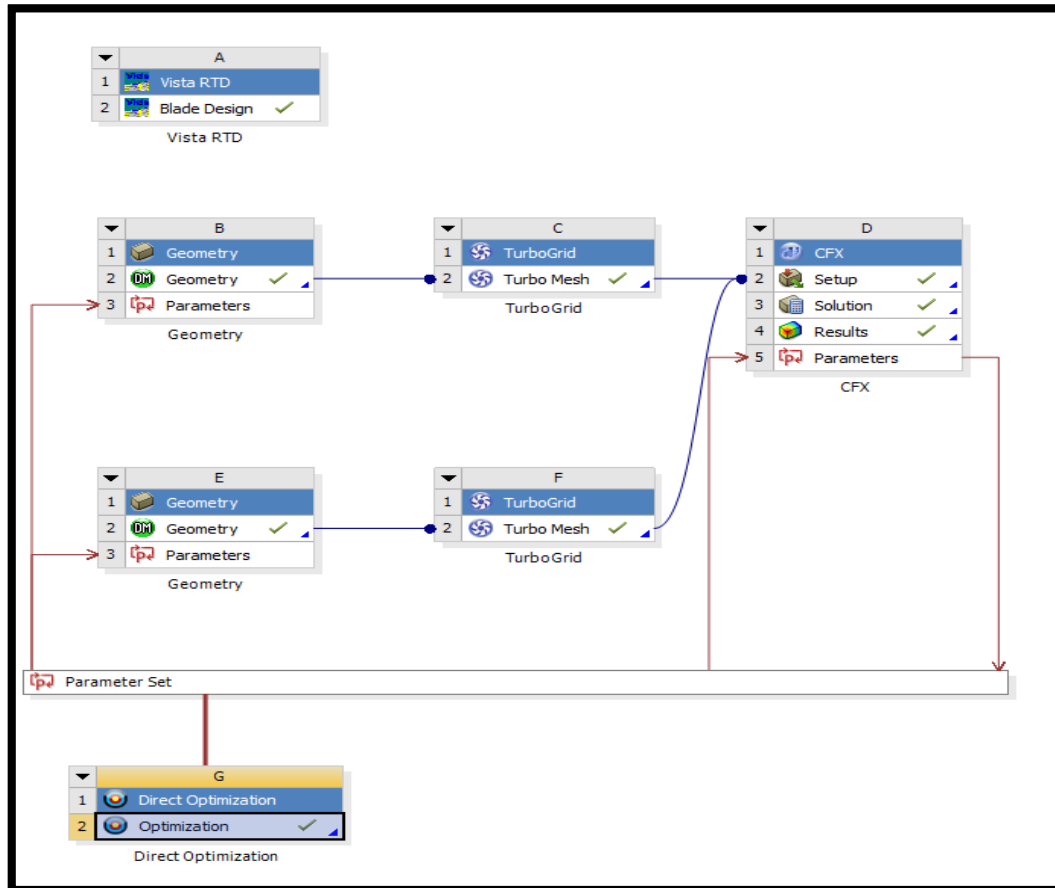 A
1 Vista RTD
2 Blade Design
Vista RTD
B
1 Geometry
2 DM Geometry
3 Parameters
Geometry
C
1 TurboGrid
2 Turbo Mesh
TurboGrid
D
1 CFX
2 Setup
3 Solution
4 Results
5 Parameters
CFX
E
1 Geometry
2 DM Geometry
3 Parameters
Geometry
F
1 TurboGrid
2 Turbo Mesh
TurboGrid
Parameter Set
G
1 Direct Optimization
2 Optimization
Direct Optimization